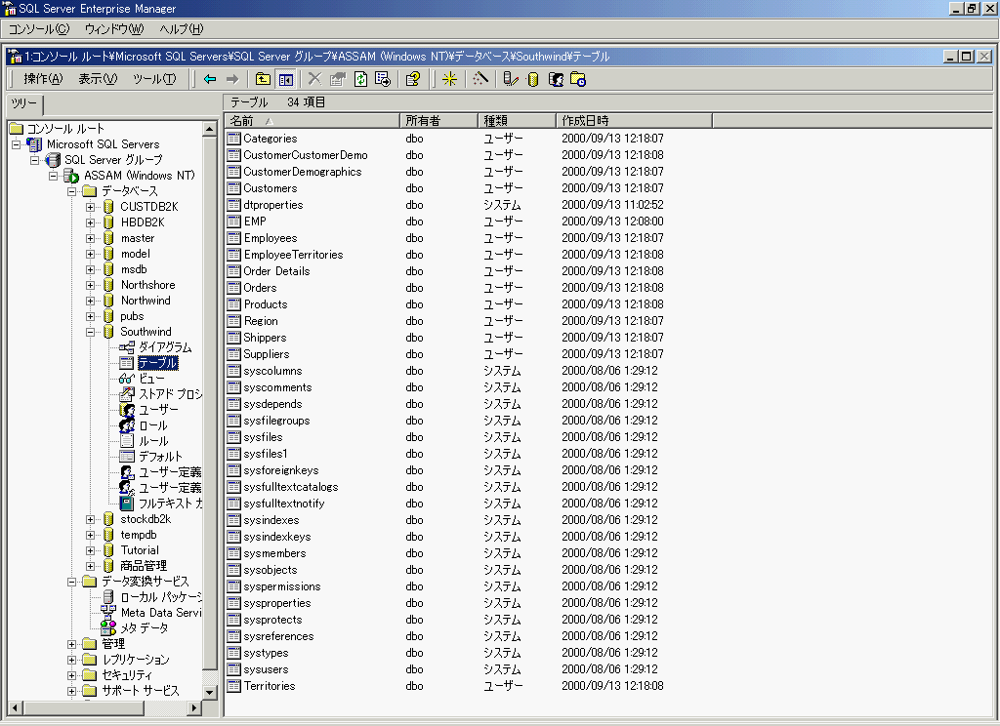 SQL Server Enterprise Manager
コンソール(C) ウィンドウ(W) ヘルプ(H)
1:コンソール ルート¥Microsoft SQL Servers¥SQL Server グループ¥ASSAM (Windows NT)¥データベース¥Southwind¥テーブル
操作(A) 表示(V) ツール(T)
ツリー
コンソール ルート
Microsoft SQL Servers
SQL Server グループ
ASSAM (Windows NT)
データベース
CUSTDB2K
HBDB2K
master
model
msdb
Northshore
Northwind
pubs
Southwind
ダイアグラム
テーブル
ビュー
ストアド プロシ
ユーザー
ロール
ルール
デフォルト
ユーザー定義
ユーザー定義
フルテキスト カ
stockdb2k
tempdb
Tutorial
商品管理
データ変換サービス
ローカル パッケージ
Meta Data Servi
メタ データ
管理
レプリケーション
セキュリティ
サポート サービス
テーブル 34 項目
名前 所有者 種類 作成日時
Categories dbo ユーザー 2000/09/13 12:18:07
CustomerCustomerDemo dbo ユーザー 2000/09/13 12:18:08
CustomerDemographics dbo ユーザー 2000/09/13 12:18:08
Customers dbo ユーザー 2000/09/13 12:18:07
dtproperties dbo システム 2000/09/13 11:02:52
EMP dbo ユーザー 2000/09/13 12:08:00
Employees dbo ユーザー 2000/09/13 12:18:07
EmployeeTerritories dbo ユーザー 2000/09/13 12:18:08
Order Details dbo ユーザー 2000/09/13 12:18:08
Orders dbo ユーザー 2000/09/13 12:18:08
Products dbo ユーザー 2000/09/13 12:18:08
Region dbo ユーザー 2000/09/13 12:18:07
Shippers dbo ユーザー 2000/09/13 12:18:07
Suppliers dbo ユーザー 2000/09/13 12:18:07
syscolumns dbo システム 2000/08/06 1:29:12
syscomments dbo システム 2000/08/06 1:29:12
sysdepends dbo システム 2000/08/06 1:29:12
sysfilegroups dbo システム 2000/08/06 1:29:12
sysfiles dbo システム 2000/08/06 1:29:12
sysfiles1 dbo システム 2000/08/06 1:29:12
sysforeignkeys dbo システム 2000/08/06 1:29:12
sysfulltextcatalogs dbo システム 2000/08/06 1:29:12
sysfulltextnotify dbo システム 2000/08/06 1:29:12
sysindexes dbo システム 2000/08/06 1:29:12
sysindexkeys dbo システム 2000/08/06 1:29:12
sysmembers dbo システム 2000/08/06 1:29:12
sysobjects dbo システム 2000/08/06 1:29:12
syspermissions dbo システム 2000/08/06 1:29:12
sysproperties dbo システム 2000/08/06 1:29:12
sysprotects dbo システム 2000/08/06 1:29:12
sysreferences dbo システム 2000/08/06 1:29:12
systypes dbo システム 2000/08/06 1:29:12
sysusers dbo システム 2000/08/06 1:29:12
Territories dbo ユーザー 2000/09/13 12:18:08